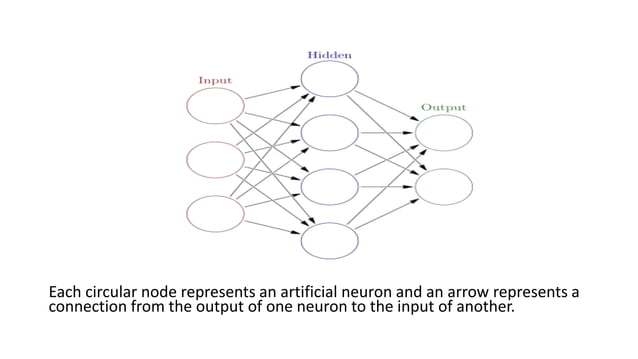 Hidden
Input
Output
Each circular node represents an artificial neuron and an arrow represents a
connection from the output of one neuron to the input of another.